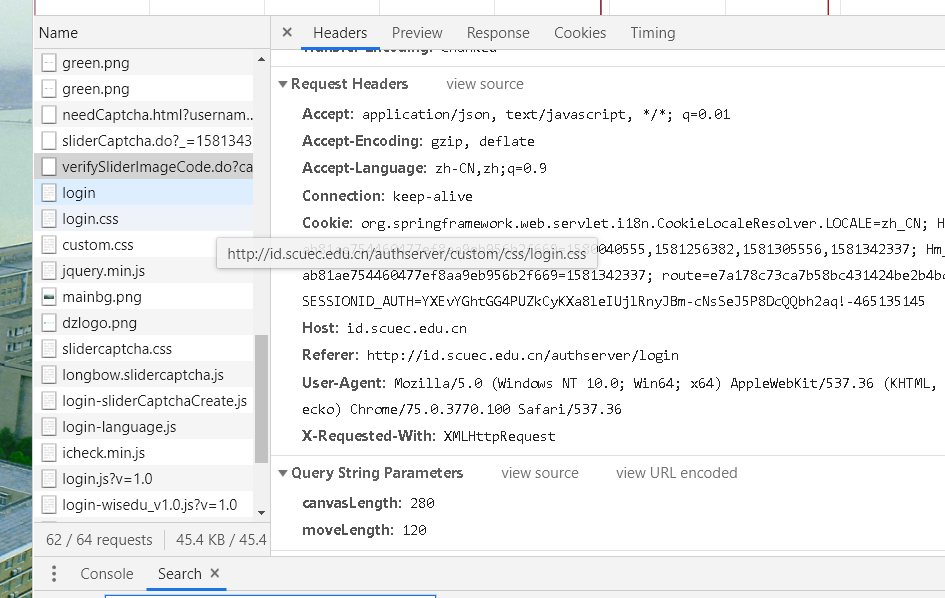 Name
green.png
green.png
needCaptcha.html?usernam..
sliderCaptcha.do?_=1581343
verifySliderImageCode.do?ca
login
login.css
custom.css
jquery.min.js
mainbg.png
dzlogo.png
slidercaptcha.css
longbow.slidercaptcha.js
login-sliderCaptchaCreate.js
login-language.js
icheck.min.js
login.js?v=1.0
login-wisedu_v1.0.js?v=1.0
62 / 64 requests
45.4 KB / 45.4
× Headers Preview Response Cookies Timing
Transfer-Encoding: chunked
Request Headers view source
Accept: application/json, text/javascript, */*; q=0.01
Accept-Encoding: gzip, deflate
Accept-Language: zh-CN,zh;q=0.9
Connection: keep-alive
Cookie: org.springframework.web.servlet.i18n.CookieLocaleResolver.LOCALE=zh_CN; H
ab81ae754460477ef8aa9eb956b2f669=1580040555,1581256382,1581305556,1581342337; Hm_
http://id.scuec.edu.cn/authserver/custom/css/login.css
ab81ae754460477ef8aa9eb956b2f669=1581342337; route=e7a178c73ca7b58bc431424be2b4bc
SESSIONID_AUTH=YXEvYGhtGG4PUZkCyKXa8leIUjlRnyJBm-cNsSeJ5P8DcQQbh2aq!-465135145
Host: id.scuec.edu.cn
Referer: http://id.scuec.edu.cn/authserver/login
User-Agent: Mozilla/5.0 (Windows NT 10.0; Win64; x64) AppleWebKit/537.36 (KHTML,
ecko) Chrome/75.0.3770.100 Safari/537.36
X-Requested-With: XMLHttpRequest
Query String Parameters view source view URL encoded
canvasLength: 280
moveLength: 120
Console Search ×